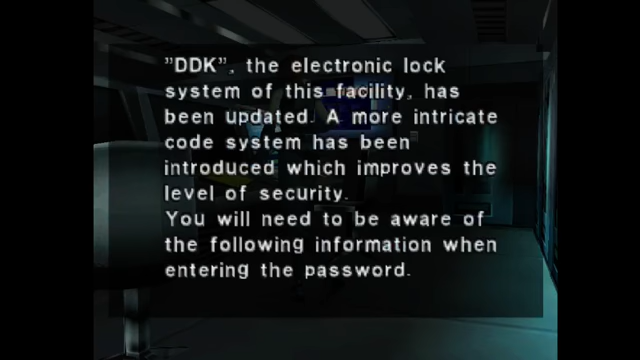 ”DDK”, the electronic lock
system of this facility, has
been updated. A more intricate
code system has been
introduced which improves the
level of security.
You will need to be aware of
the following information when
entering the password.